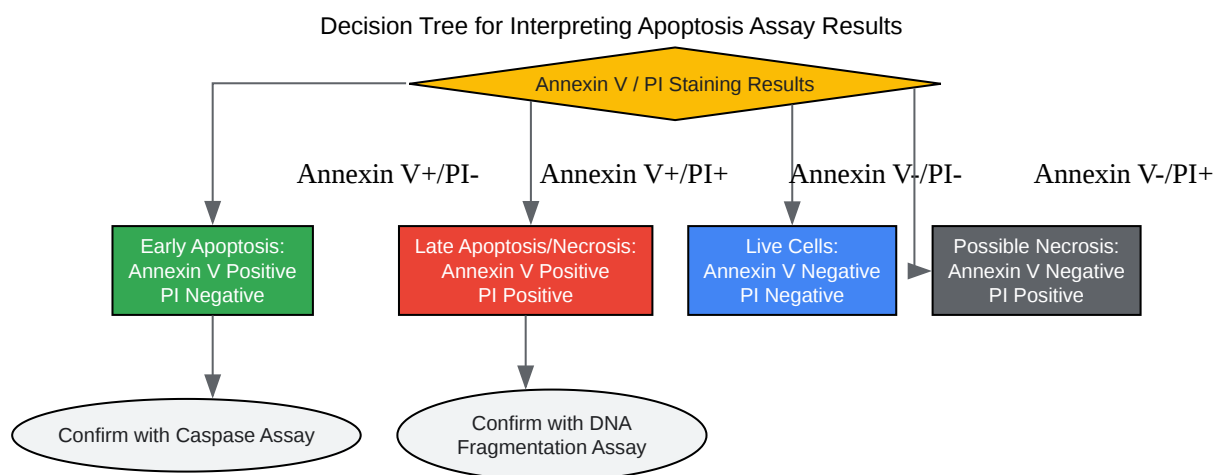 Decision Tree for Interpreting Apoptosis Assay Results
Annexin V / PI Staining Results
Annexin V+/PI-
Annexin V+/PI+
Annexin V-/PI-
Annexin V-/PI+
Early Apoptosis:
Annexin V Positive
PI Negative
Late Apoptosis/Necrosis:
Annexin V Positive
PI Positive
Live Cells:
Annexin V Negative
PI Negative
Possible Necrosis:
Annexin V Negative
PI Positive
Confirm with Caspase Assay
Confirm with DNA
Fragmentation Assay